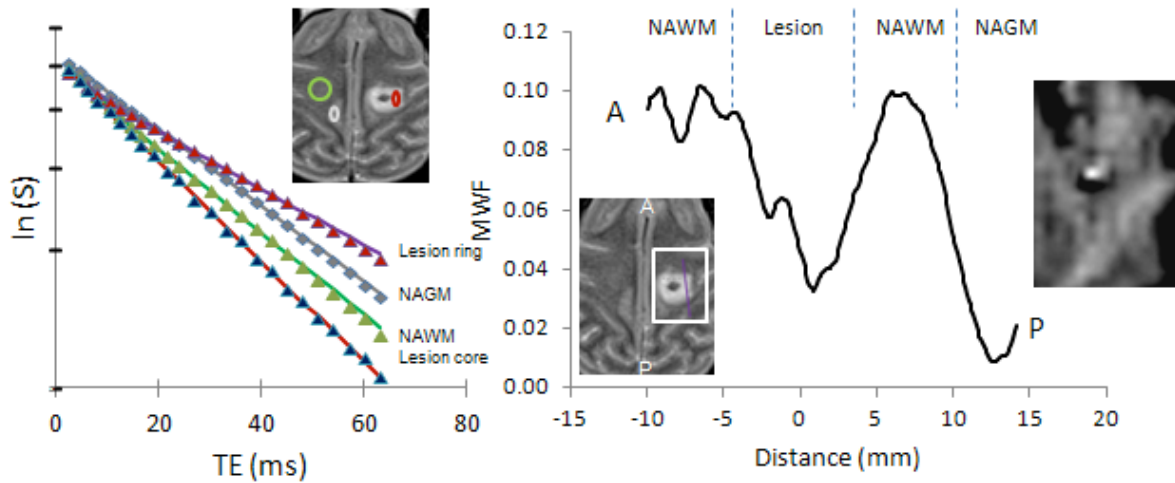 ln (S)
Lesion ring
NAGM
NAWM
Lesion core
0
20
40
60
80
TE (ms)
NAWM
Lesion
NAWM
NAGM
0.12
0.10
0.08
0.06
0.04
0.02
0.00
MWF
A
P
A
P
-15
-10
-5
0
5
10
15
20
Distance (mm)